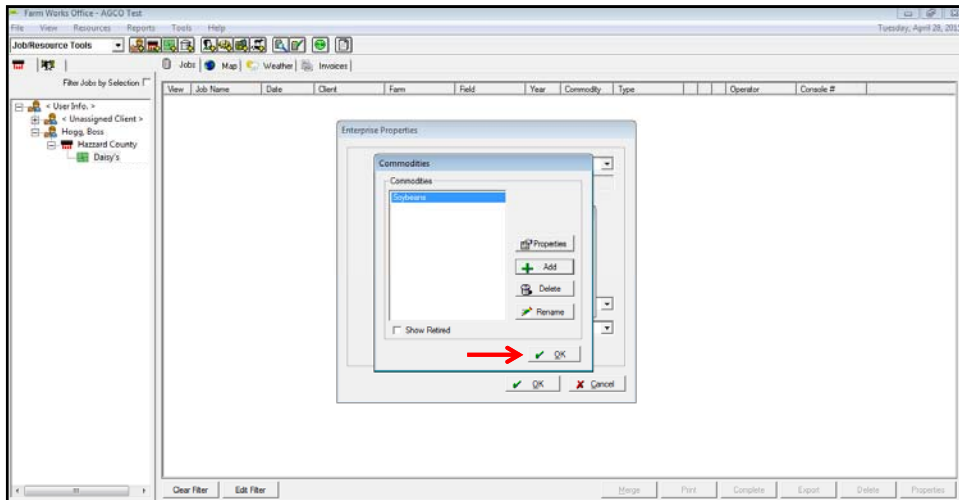 Farm Works Office - AGCO Test
File View Resources Reports Tools Help Tuesday, April 28, 201
Job/Resource Tools
Jobs Map Weather Invoices
Filter Jobs by Selection
View Job Name Date Client Farm Field Year Commodity Type Operator Console #
< User Info. >
< Unassigned Client >
Hogg, Boss
Hazzard County
Daisy's
Enterprise Properties
Commodities
Commodities
Soybeans
Properties
Add
Delete
Rename
Show Retired
OK
OK Cancel
Clear Filter Edit Filter Merge Print Complete Export Delete Properties